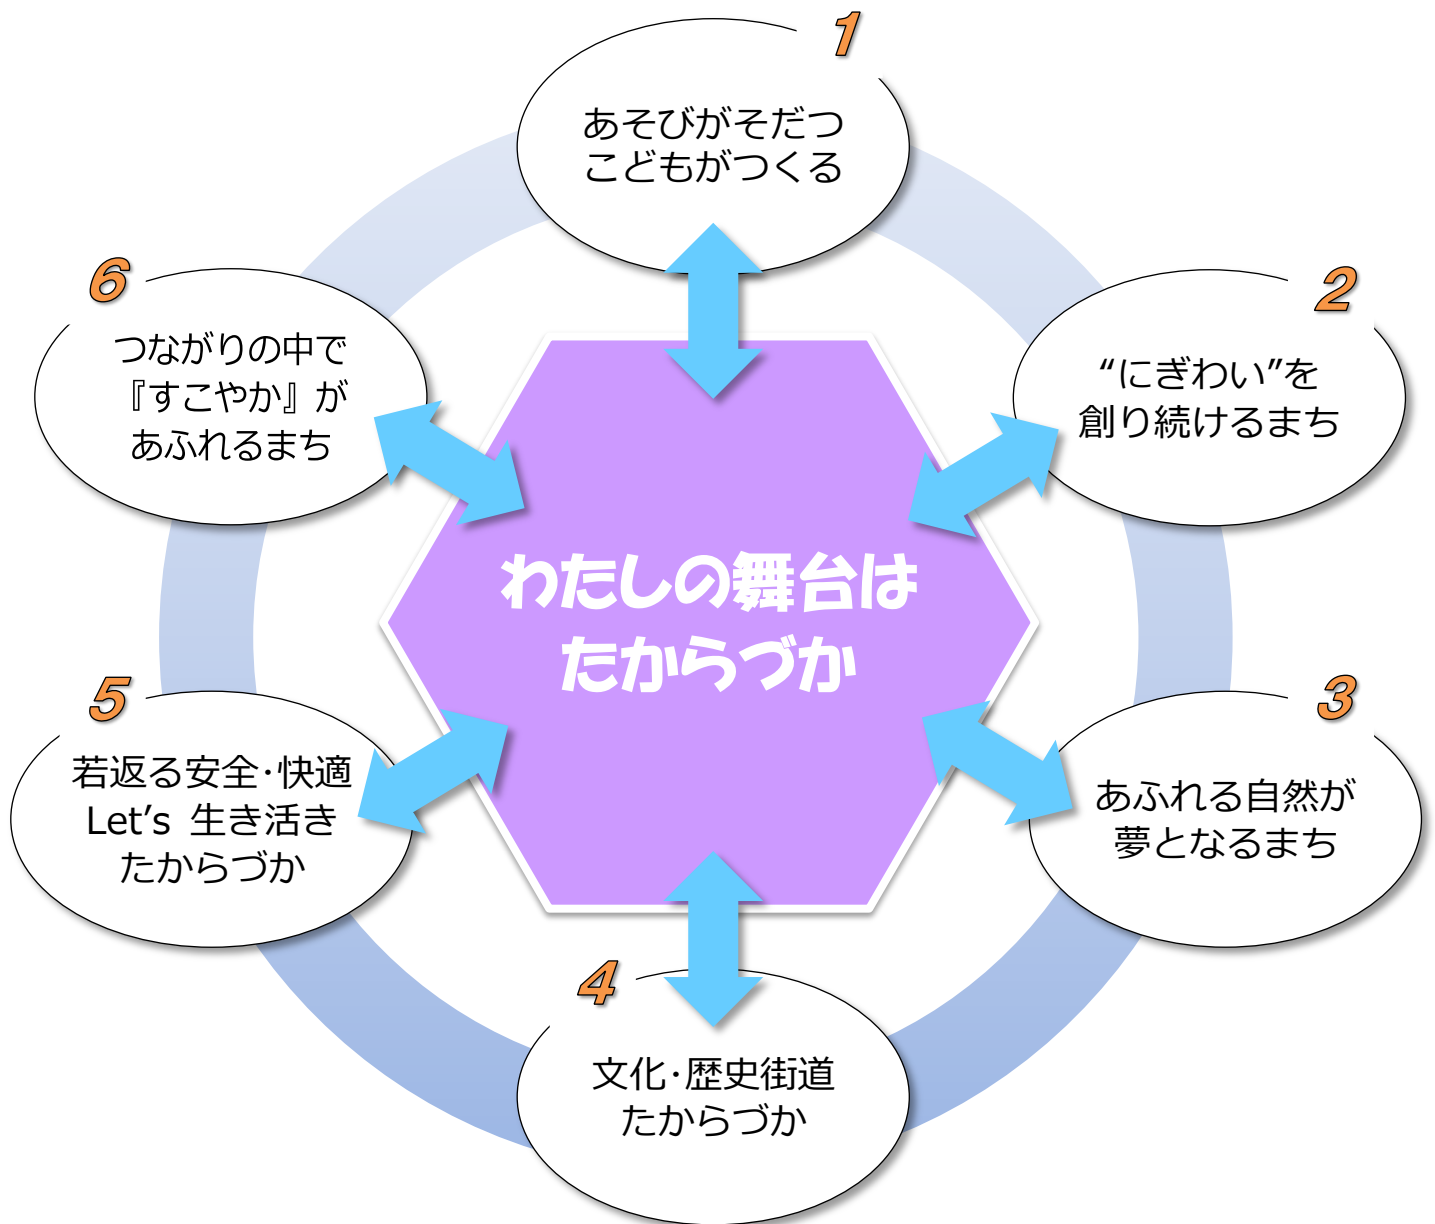 1
あそびがそだつ
こどもがつくる
2
“にぎわい”を
創り続けるまち
3
あふれる自然が
夢となるまち
4
文化･歴史街道
たからづか
5
若返る安全･快適
Let’s 生き活き
たからづか
6
つながりの中で
『すこやか』が
あふれるまち
わたしの舞台は
たからづか